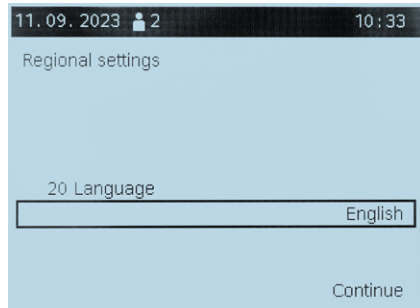 11.09.2023 2 10:33
Regional settings
20 Language
English
Continue